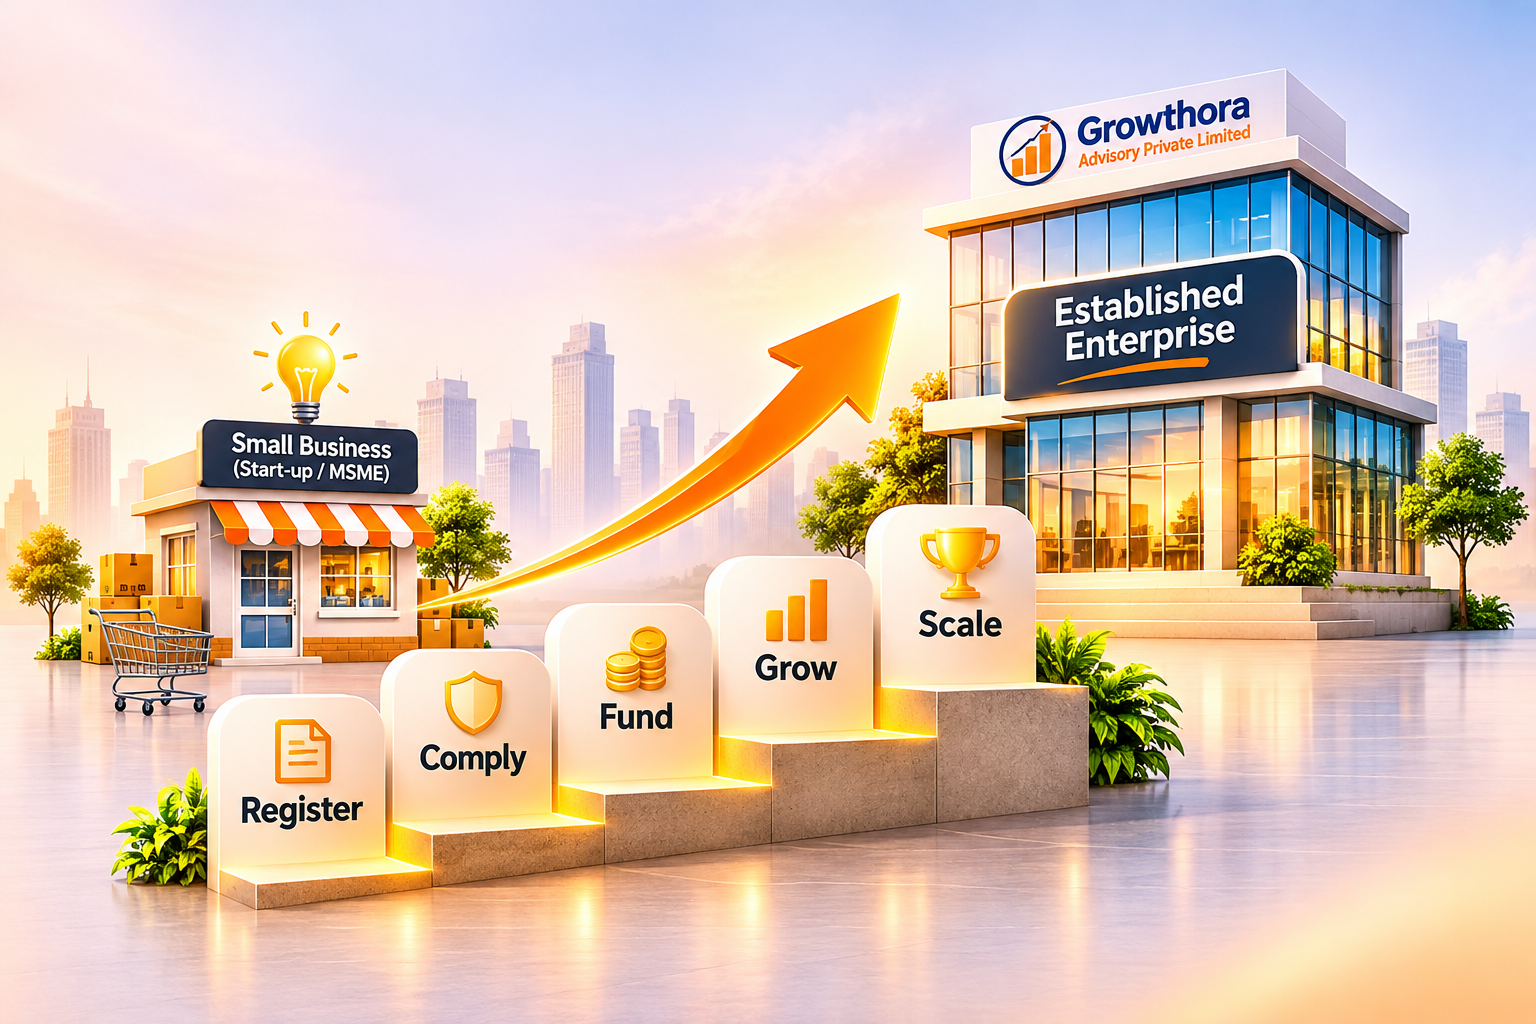 Growthora
Advisory Private Limited
Established
Enterprise
Small Business
(Start-up / MSME)
Register
Comply
Fund
Grow
Scale